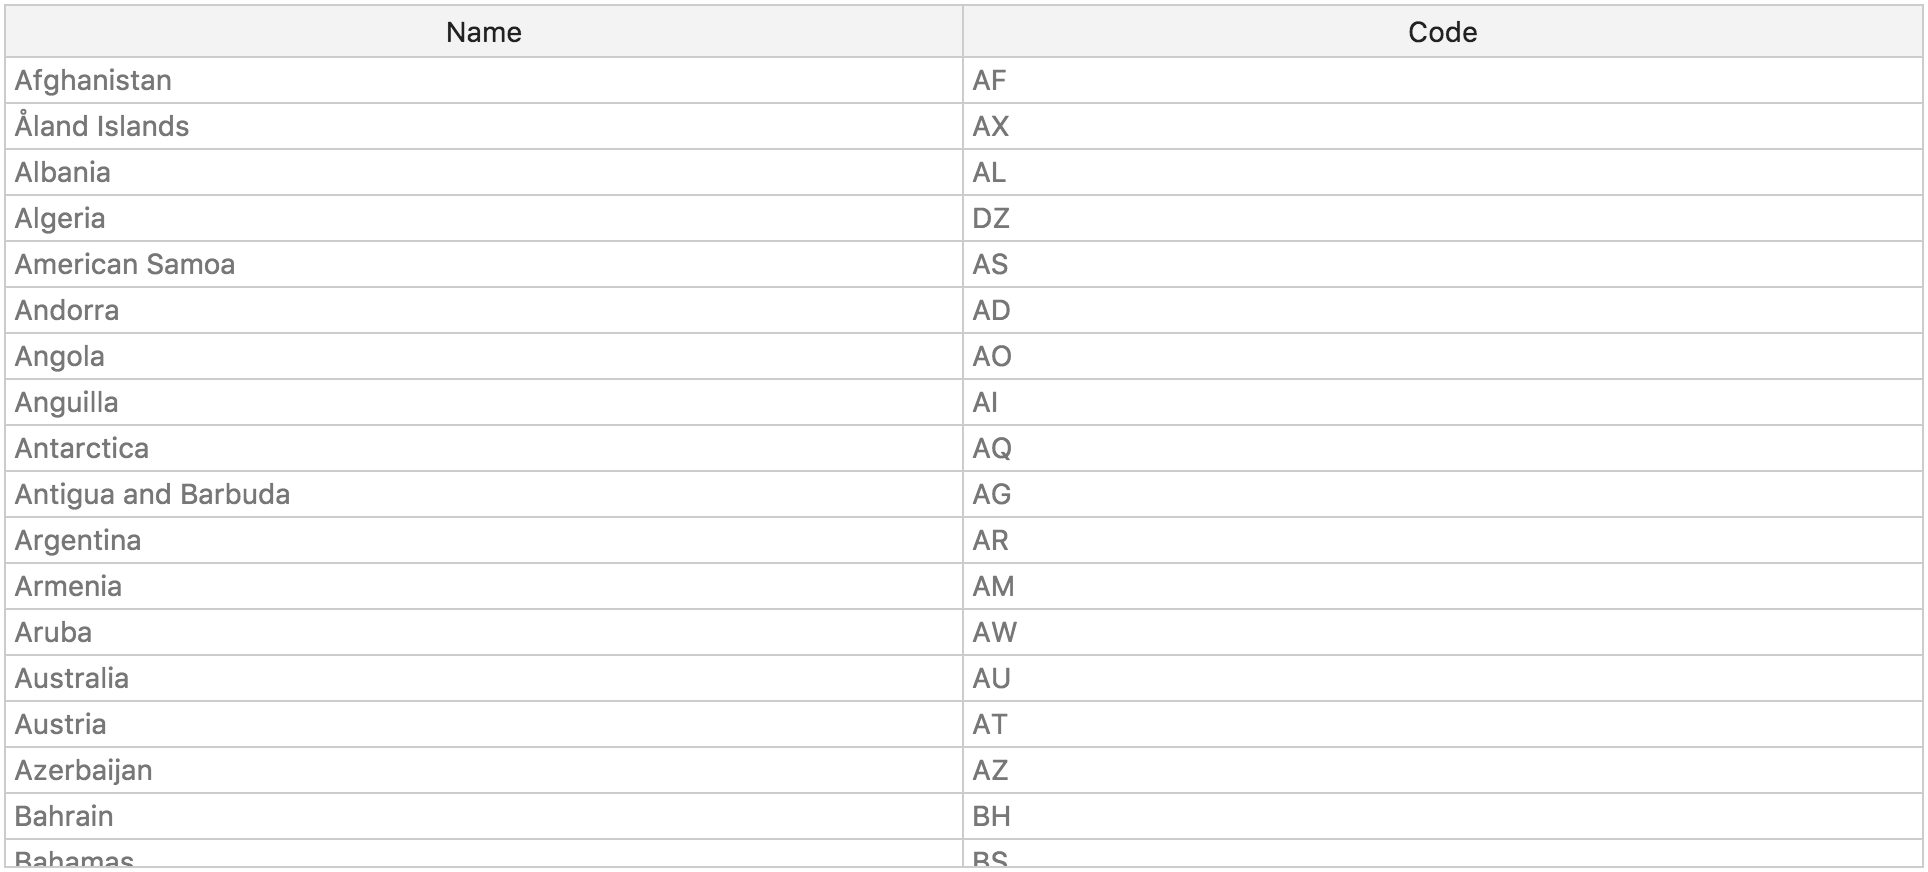 Name Code
Afghanistan AF
Åland Islands AX
Albania AL
Algeria DZ
American Samoa AS
Andorra AD
Angola AO
Anguilla AI
Antarctica AQ
Antigua and Barbuda AG
Argentina AR
Armenia AM
Aruba AW
Australia AU
Austria AT
Azerbaijan AZ
Bahrain BH
Bahamas BS